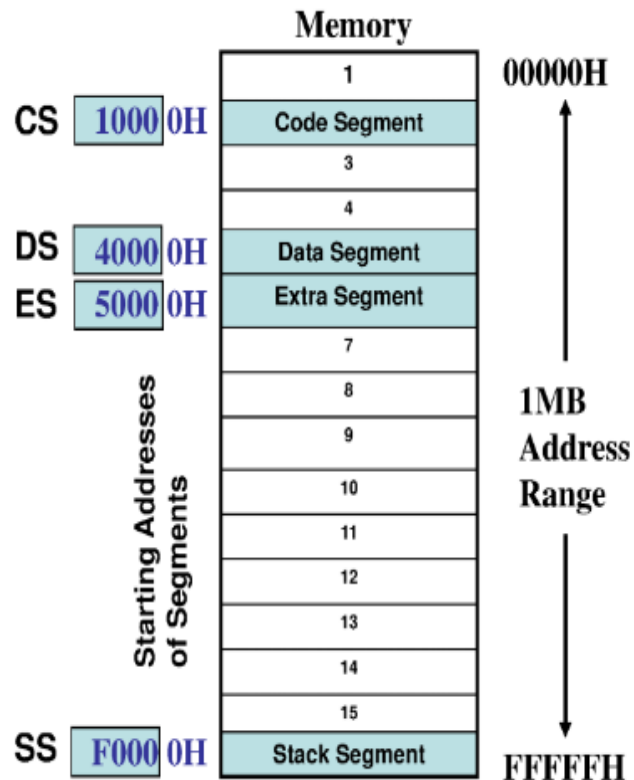 Memory
1
00000H
CS 1000 0H
Code Segment
3
4
DS 4000 0H
Data Segment
ES 5000 0H
Extra Segment
7
8
9
10
11
12
13
14
15
Starting Addresses
of Segments
1MB
Address
Range
SS F000 0H
Stack Segment
FFFFFH